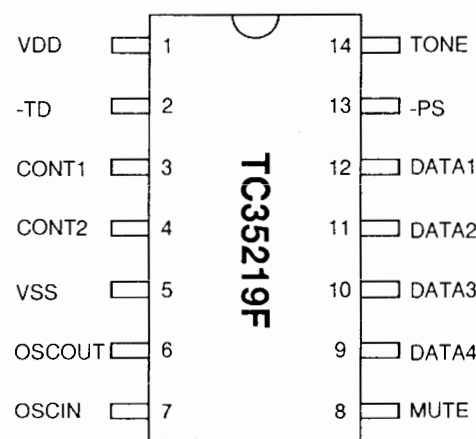 VDD 1 14 TONE
-TD 2 13 -PS
CONT1 3 12 DATA1
CONT2 4 11 DATA2
VSS 5 10 DATA3
OSCOUT 6 9 DATA4
OSCIN 7 8 MUTE
TC35219F